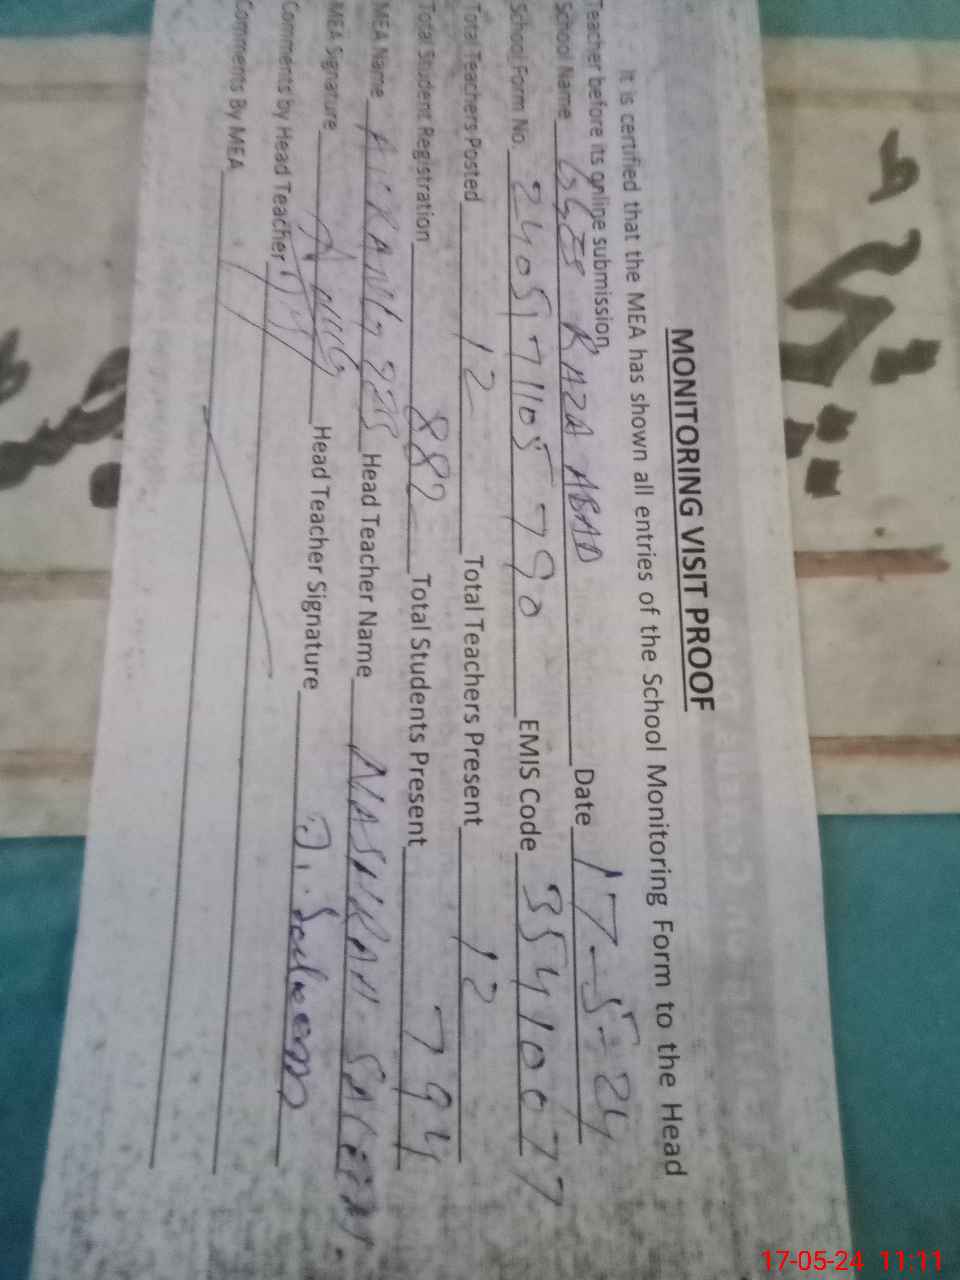 MONITORING VISIT PROOF
It is certified that the MEA has shown all entries of the School Monitoring Form to the Head
Teacher before its online submission
School Name GGES RAZA ABAD Date 17-5-24
School Form No. 24051711055790 EMIS Code 35410077
Total Teachers Posted 12 Total Teachers Present 12
Total Student Registration 882 Total Students Present 794
MEA Name Head Teacher Name NASIRAH SALEEM
MEA Signature Head Teacher Signature
Comments by Head Teacher
Comments By MEA
17-05-24 11:11